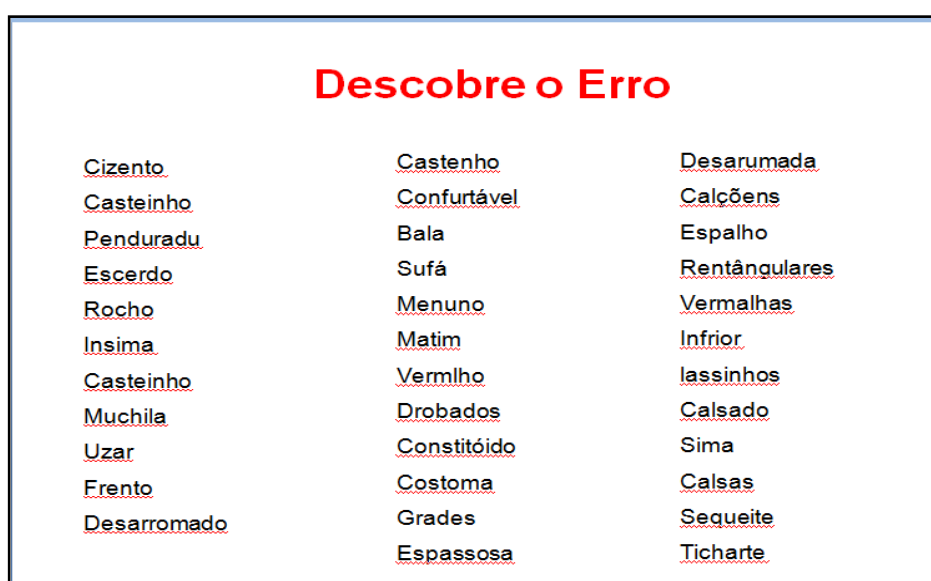 Descobre o Erro
Cizento
Casteinho
Penduradu
Escerdo
Rocho
Insima
Casteinho
Muchila
Uzar
Frento
Desarromado
Castenho
Confurtável
Bala
Sufá
Menuno
Matim
Vermlho
Drobados
Constitóido
Costoma
Grades
Espassosa
Desarumada
Calçõens
Espalho
Rentângulares
Vermalhas
Infrior
lassinhos
Calsado
Sima
Calsas
Sequeite
Ticharte